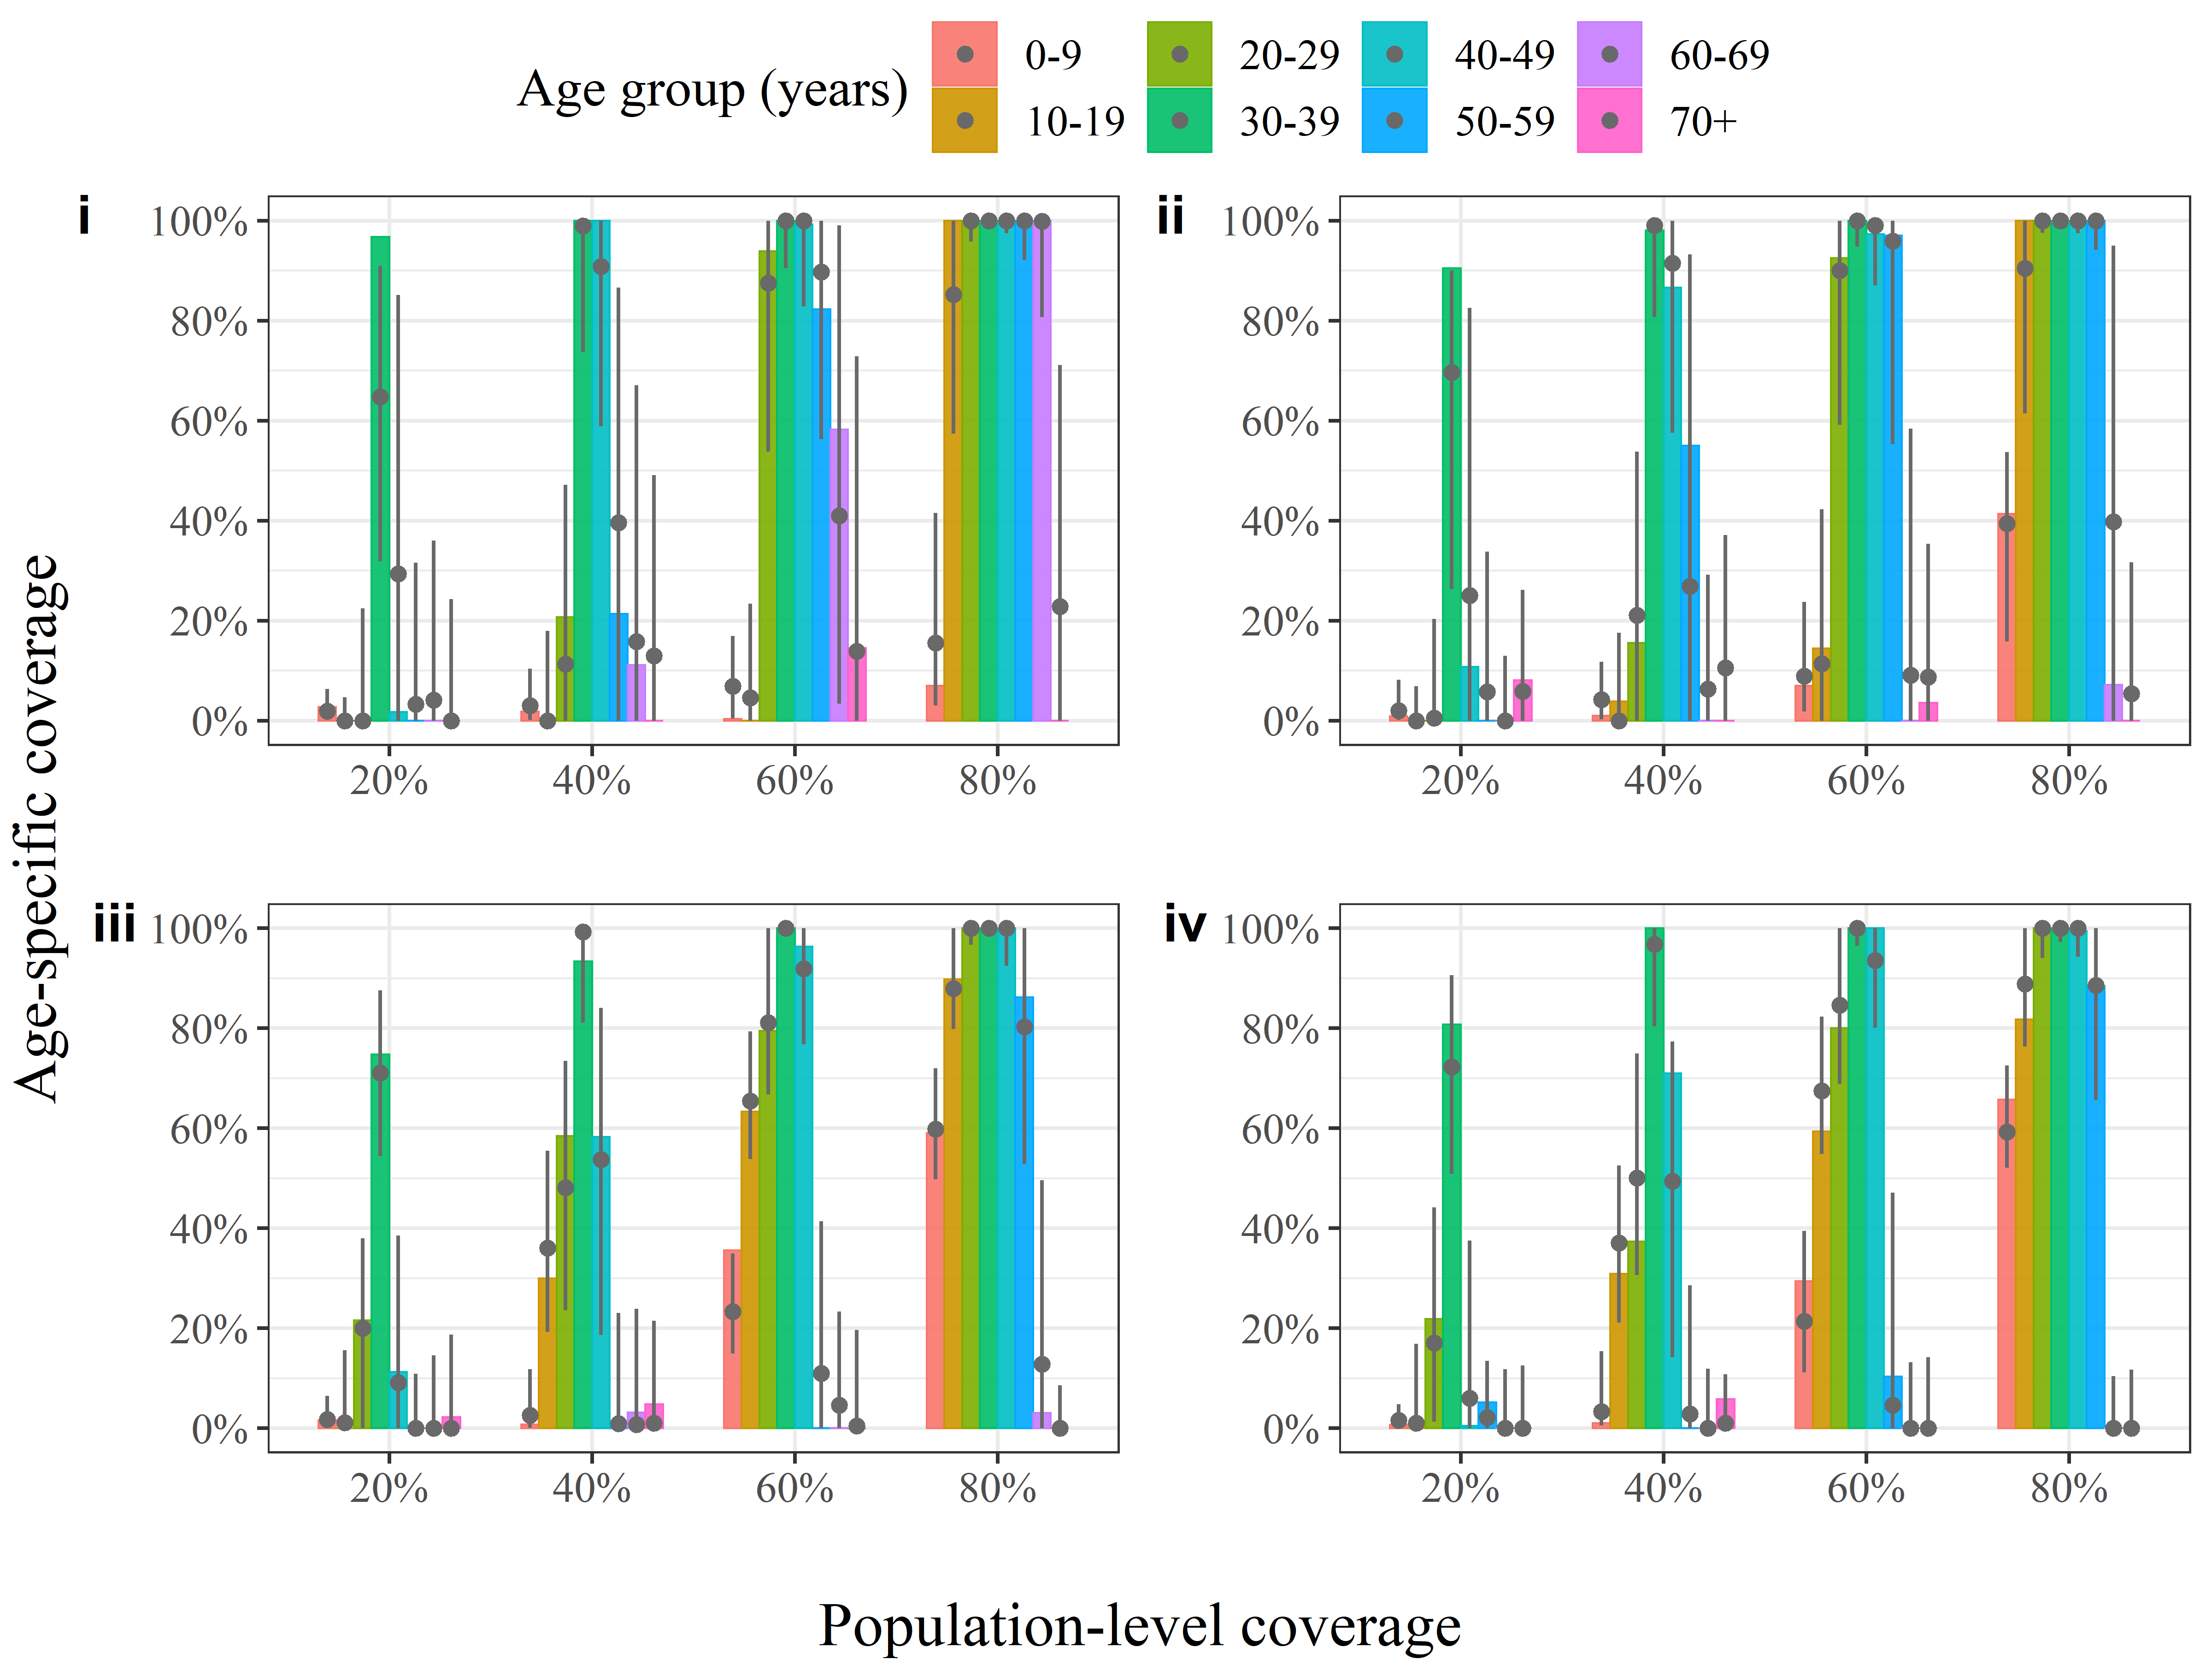 Age group (years)
0-9 20-29 40-49 60-69
10-19 30-39 50-59 70+
i ii
100% 100%
80% 80%
60% 60%
40% 40%
20% 20%
0% 0%
20% 40% 60% 80% 20% 40% 60% 80%
Age-specific coverage
iii iv
100% 100%
80% 80%
60% 60%
40% 40%
20% 20%
0% 0%
20% 40% 60% 80% 20% 40% 60% 80%
Population-level coverage